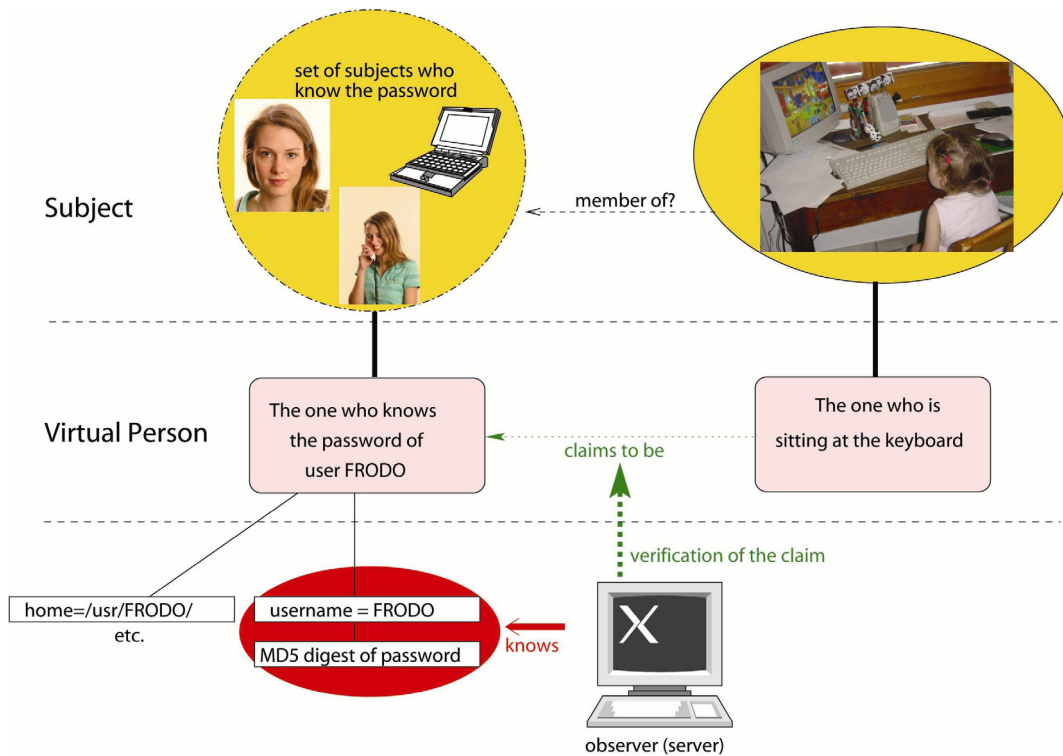 set of subjects who
know the password
Subject
member of?
Virtual Person
The one who knows
the password of
user FRODO
claims to be
The one who is
sitting at the keyboard
verification of the claim
home=/usr/FRODO/
etc.
username = FRODO
MD5 digest of password
knows
X
observer (server)